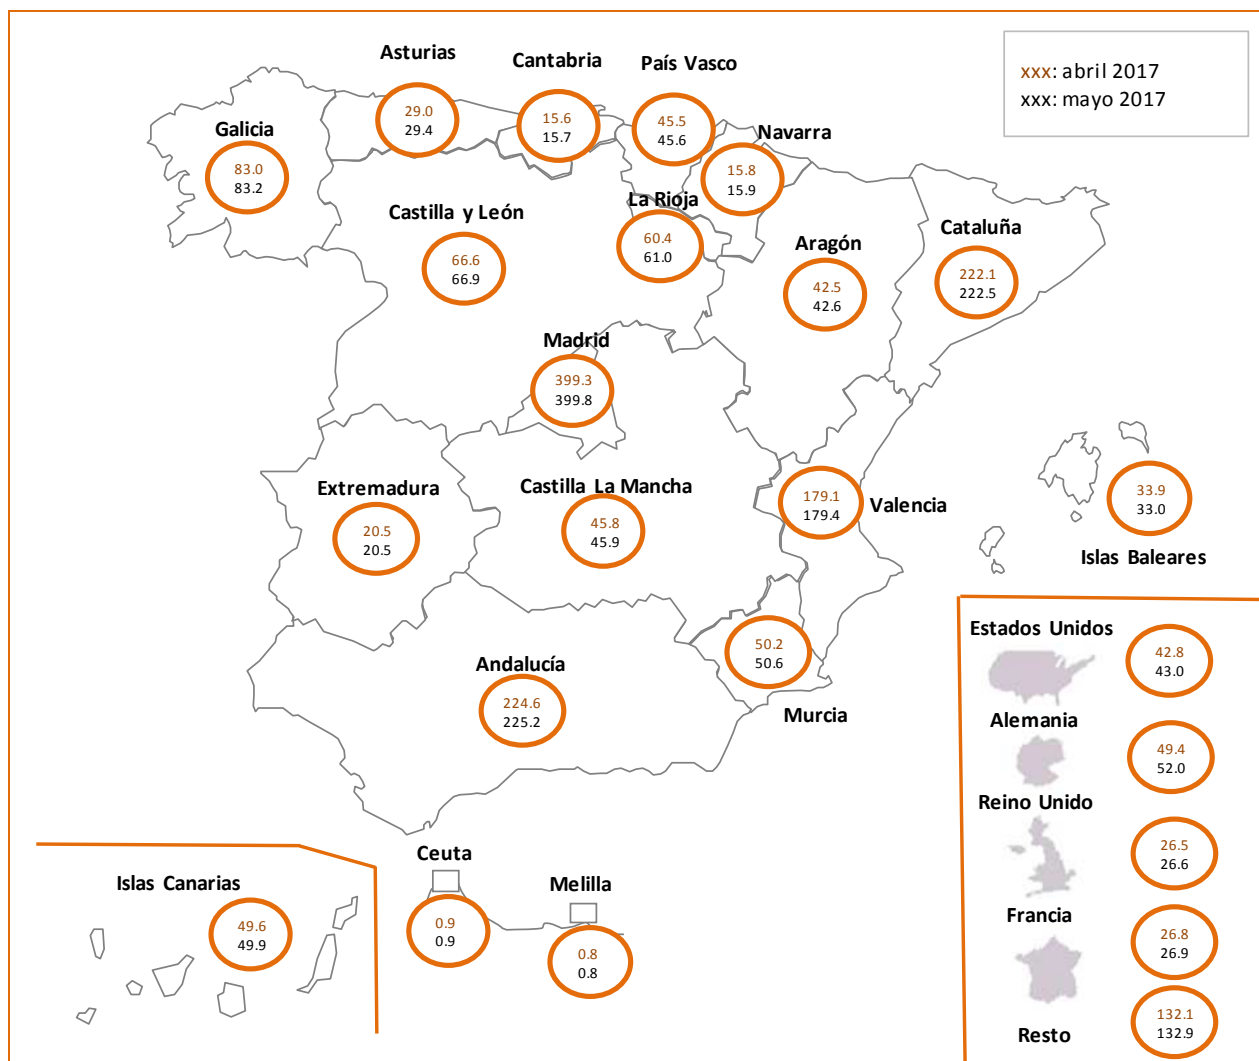 xxx: abril 2017
xxx: mayo 2017
Asturias
29.0
29.4
Cantabria
15.6
15.7
País Vasco
45.5
45.6
Navarra
15.8
15.9
Galicia
83.0
83.2
Castilla y León
66.6
66.9
La Rioja
60.4
61.0
Aragón
42.5
42.6
Cataluña
222.1
222.5
Madrid
399.3
399.8
Extremadura
20.5
20.5
Castilla La Mancha
45.8
45.9
179.1
179.4
Valencia
33.9
33.0
Islas Baleares
Andalucía
224.6
225.2
50.2
50.6
Murcia
Estados Unidos
42.8
43.0
Alemania
49.4
52.0
Reino Unido
26.5
26.6
Francia
26.8
26.9
Resto
132.1
132.9
Islas Canarias
49.6
49.9
Ceuta
0.9
0.9
Melilla
0.8
0.8